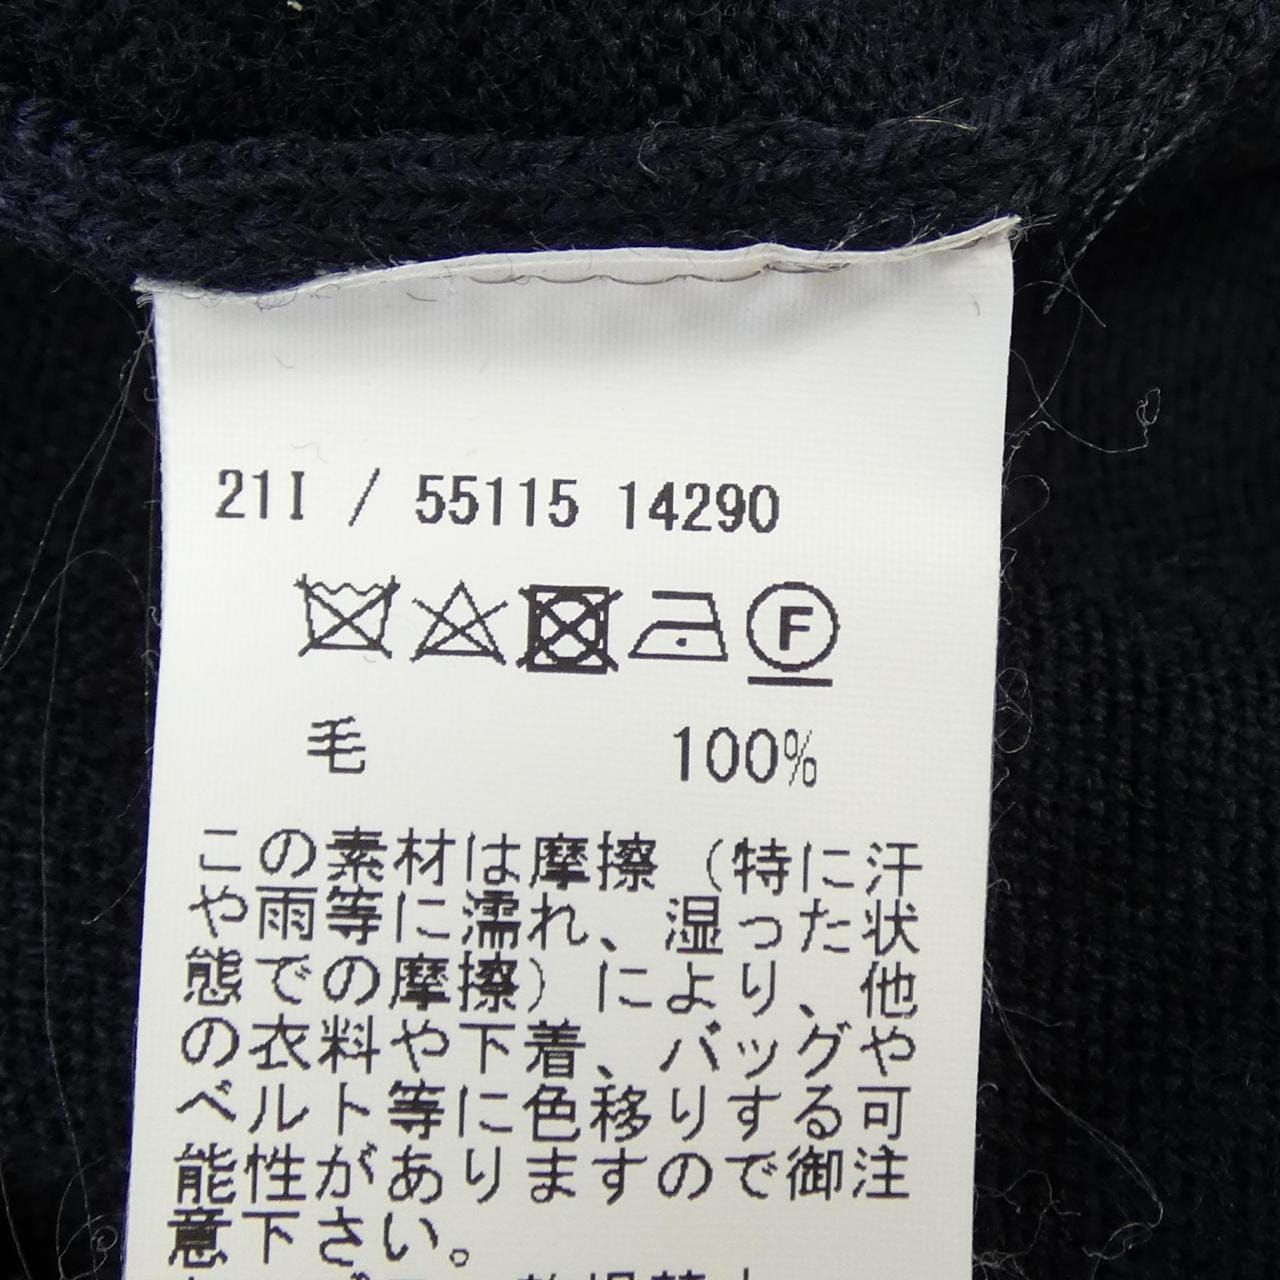 21I / 55115 14290
F
毛 100%
この素材は摩擦（特に汗
や雨等に濡れ、湿った状
態での摩擦）により、他
の衣料や下着、バッグや
ベルト等に色移りする可
能性があり​ますので御注
意下さい。